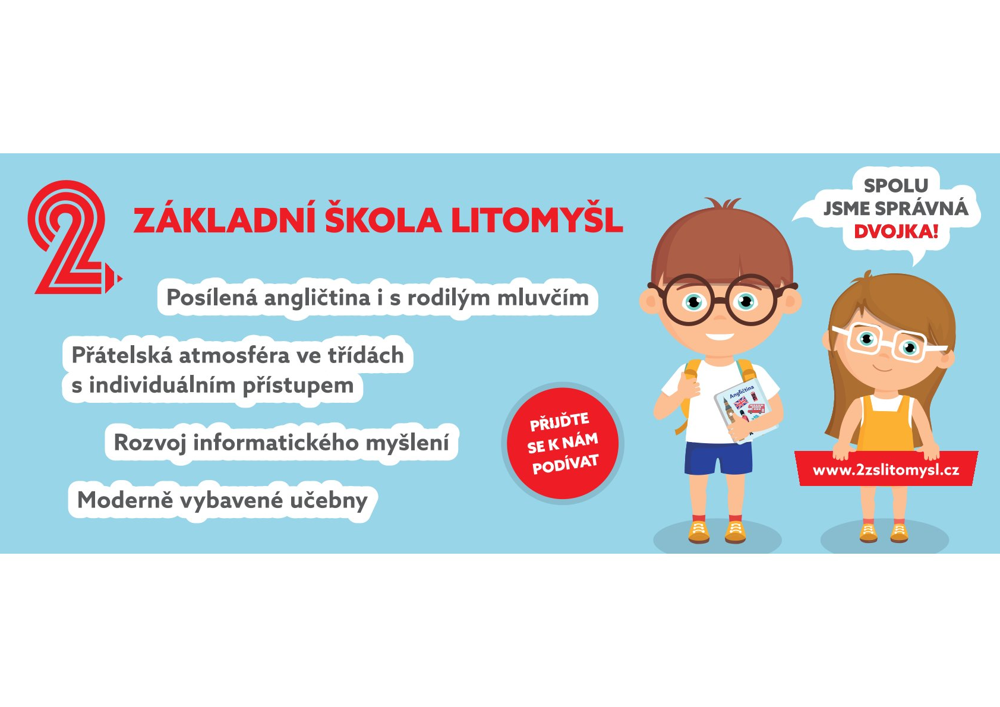 2
ZÁKLADNÍ ŠKOLA LITOMYŠL
Posílená angličtina i s rodilým mluvčím
Přátelská atmosféra ve třídách
s individuálním přístupem
Rozvoj informatického myšlení
Moderně vybavené učebny
PŘIJĎTE
SE K NÁM
PODÍVAT
SPOLU
JSME SPRÁVNÁ
DVOJKA!
Angličtina
www.2zslitomysl.cz